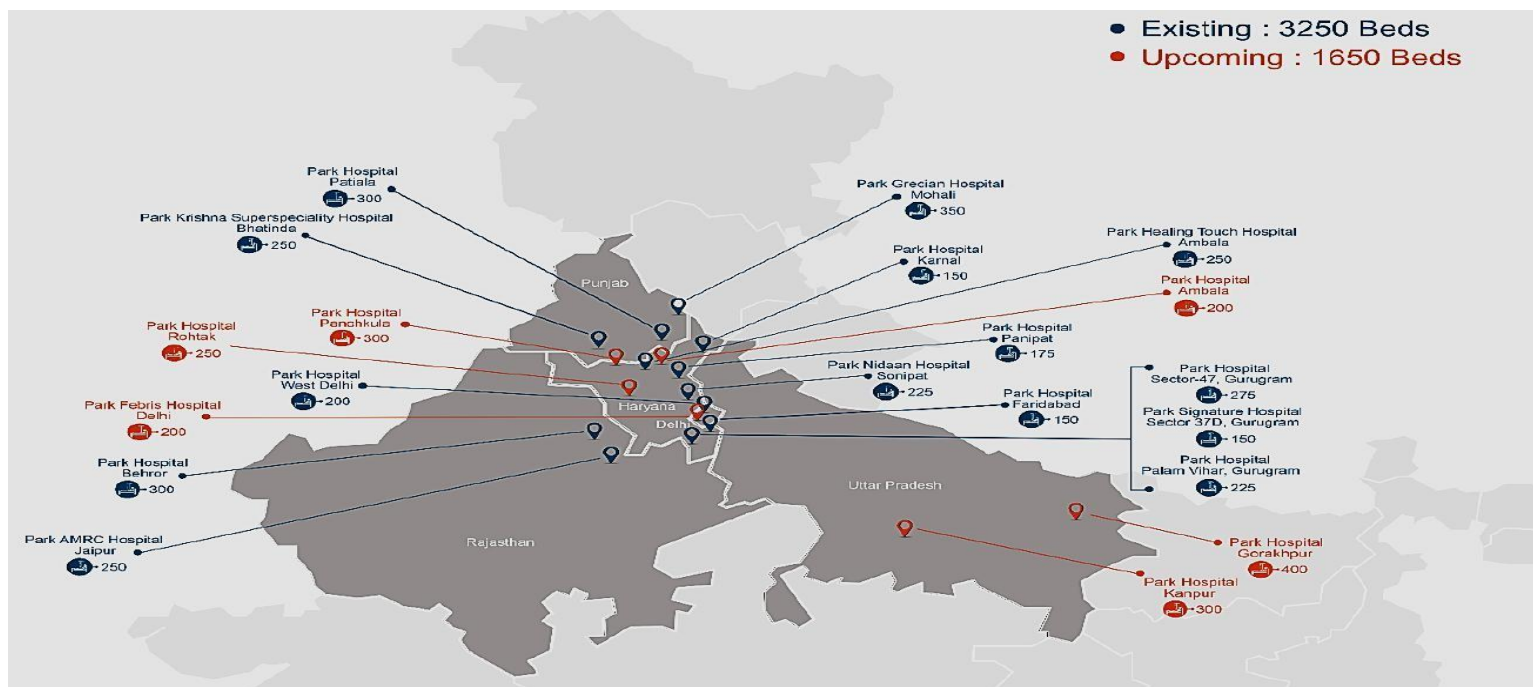 Existing : 3250 Beds
Upcoming : 1650 Beds
Park Hospital
Patiala
300
Park Krishna Superspeciality Hospital
Bhatinda
250
Park Hospital
Panchkula
300
Park Hospital
Rohtak
250
Park Hospital
West Delhi
200
Park Febris Hospital
Delhi
200
Park Hospital
Behror
300
Park AMRC Hospital
Jaipur
250
Punjab
Haryana
Delhi
Rajasthan
Uttar Pradesh
Park Grecian Hospital
Mohali
350
Park Hospital
Karnal
150
Park Healing Touch Hospital
Ambala
250
Park Hospital
Ambala
200
Park Hospital
Panipat
175
Park Nidaan Hospital
Sonipat
225
Park Hospital
Faridabad
150
Park Hospital
Sector-47, Gurugram
275
Park Signature Hospital
Sector 37D, Gurugram
150
Park Hospital
Palam Vihar, Gurugram
225
Park Hospital
Gorakhpur
400
Park Hospital
Kanpur
300